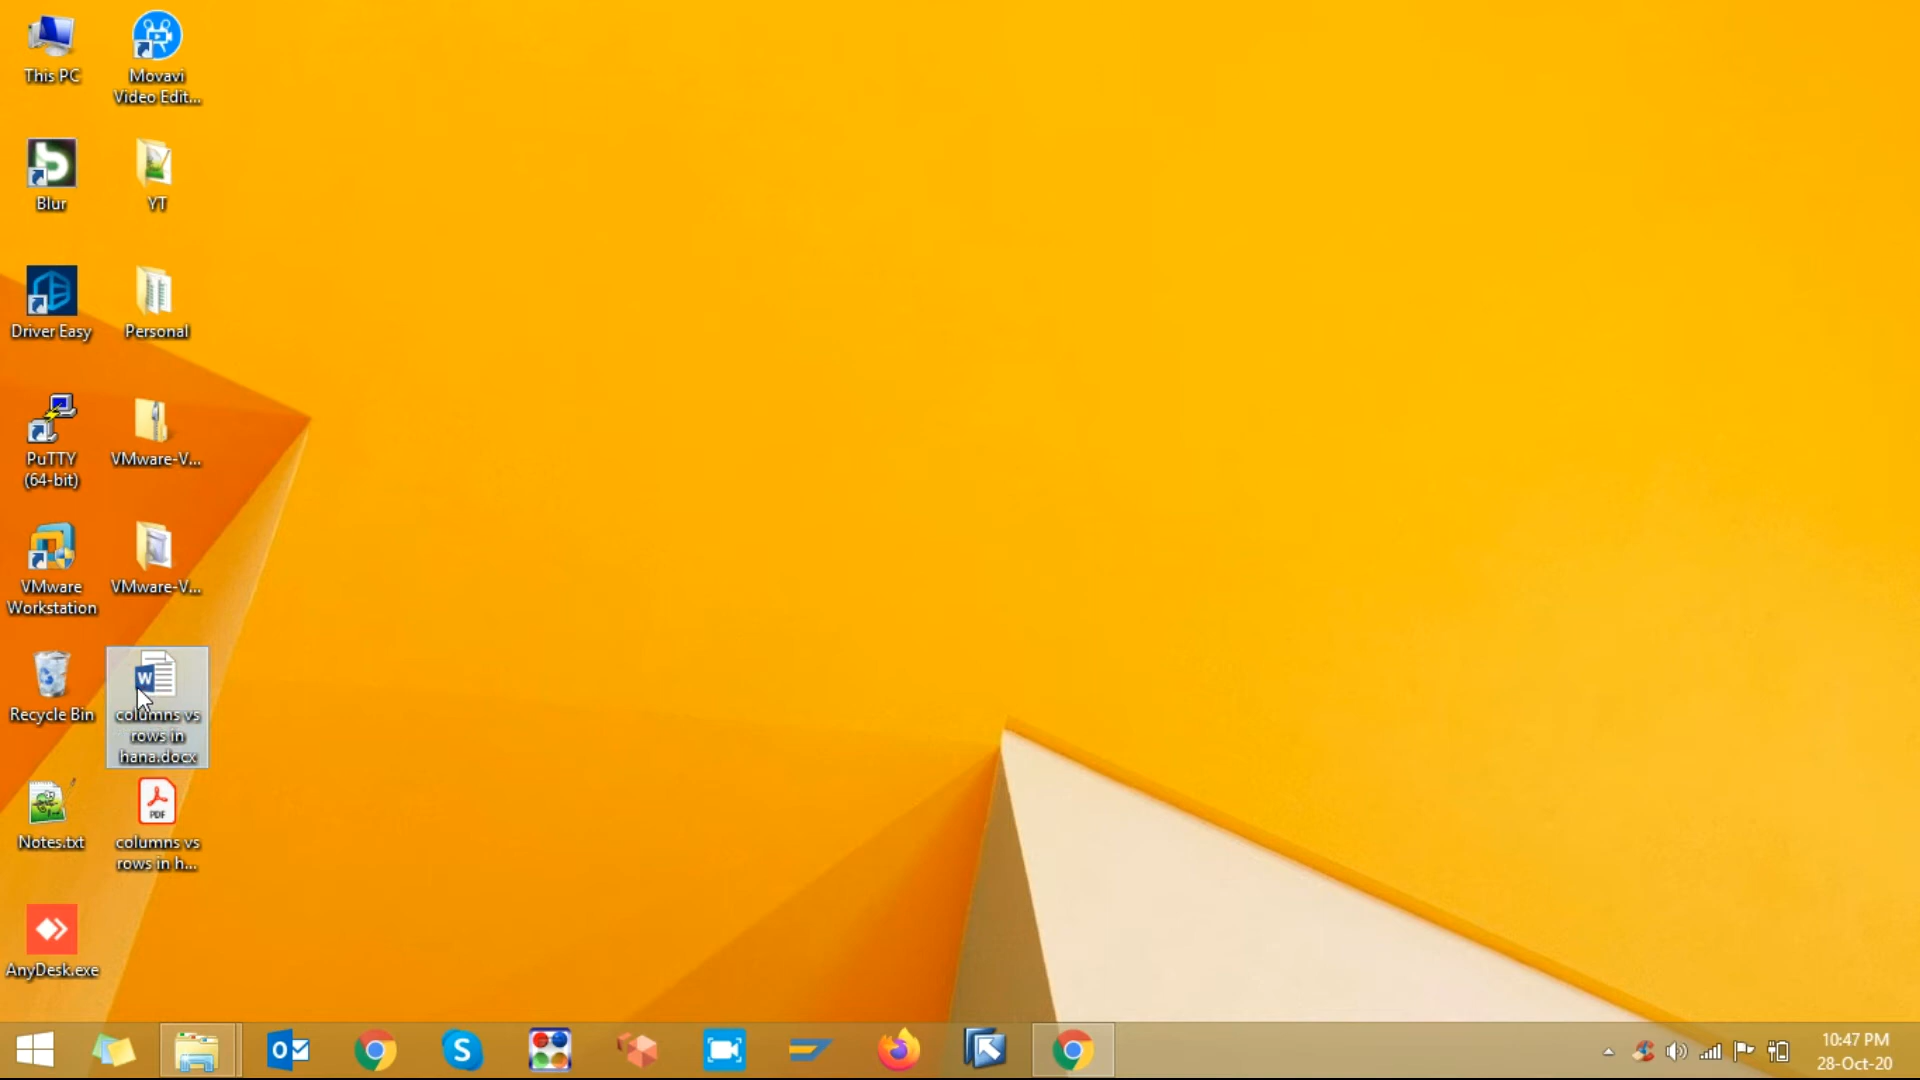 This PC
Movavi
Video Edit...
Blur
YT
Driver Easy
Personal
PuTTY
(64-bit)
VMware-V...
VMware
Workstation
VMware-V...
Recycle Bin
W
columns vs
rows in
hana.docx
Notes.txt
PDF
columns vs
rows in h...
AnyDesk.exe
10:47 PM
28-Oct-20